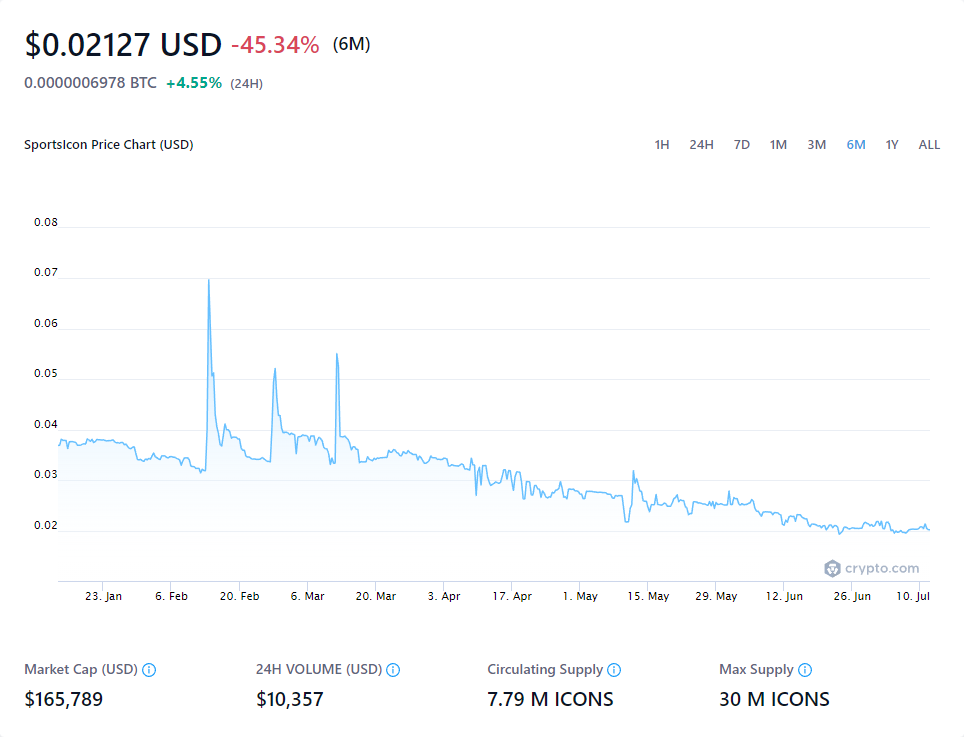 $0.02127 USD -45.34% (6M)
0.0000006978 BTC +4.55% (24H)
SportsIcon Price Chart (USD) 1H 24H 7D 1M 3M 6M 1Y ALL
0.08
0.07
0.06
0.05
0.04
0.03
0.02
crypto.com
23. Jan 6. Feb 20. Feb 6. Mar 20. Mar 3. Apr 17. Apr 1. May 15. May 29. May 12. Jun 26. Jun 10. Jul
Market Cap (USD) 24H VOLUME (USD) Circulating Supply Max Supply
$165,789 $10,357 7.79 M ICONS 30 M ICONS